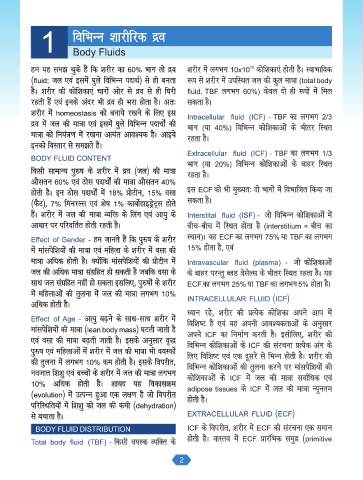 1
विभिन्न शारीरिक द्रव
Body Fluids
हम यह समझ चुके हैं कि शरीर का 60% भाग तो द्रव
(fluid; जल एवं इसमें घुले विभिन्न पदार्थ) से ही बनता
है। शरीर की कोशिकाएं चारों ओर से द्रव से ही घिरी
रहती हैं एवं इनके अंदर भी द्रव ही भरा होता है। अतः
शरीर में homeostasis को बनाये रखने के लिए इस
द्रव में जल की मात्रा एवं इसमें घुले विभिन्न पदार्थों की
मात्रा को नियंत्रण में रखना अत्यंत आवश्यक है। आइये
इनको विस्तार से समझते हैं।
BODY FLUID CONTENT
किसी सामान्य पुरुष के शरीर में द्रव (जल) की मात्रा
औसतन 60% एवं ठोस पदार्थों की मात्रा औसतन 40%
होती है। इन ठोस पदार्थों में 18% प्रोटीन, 15% वसा
(फैट), 7% मिनरल्स एवं शेष 1% कार्बोहाइड्रेट्स होते
हैं। शरीर में जल की मात्रा व्यक्ति के लिंग एवं आयु के
आधार पर परिवर्तित होती रहती है।
Effect of Gender - हम जानते हैं कि पुरुष के शरीर
में मांसपेशियों की मात्रा एवं महिला के शरीर में वसा की
मात्रा अधिक होती है। क्योंकि मांसपेशियों की प्रोटीन में
जल की अधिक मात्रा संग्रहित हो सकती है जबकि वसा के
साथ जल संग्रहित नहीं हो सकता इसलिए, पुरुषों के शरीर
में महिलाओं की तुलना में जल की मात्रा लगभग 10%
अधिक होती है।
Effect of Age - आयु बढ़ने के साथ-साथ शरीर में
मांसपेशियों की मात्रा (lean body mass) घटती जाती है
एवं वसा की मात्रा बढ़ती जाती है। इसके अनुसार वृद्ध
पुरुष एवं महिलाओं में शरीर में जल की मात्रा भी वयस्कों
की तुलना में लगभग 10% कम होती है। इसके विपरीत,
नवजात शिशु एवं बच्चों के शरीर में जल की मात्रा लगभग
10% अधिक होती है। शायद यह विकासक्रम
(evolution) में उत्पन्न हुआ एक लक्षण है जो विपरीत
परिस्थितियों में शिशु को जल की कमी (dehydration)
से बचाता है।
BODY FLUID DISTRIBUTION
Total body fluid (TBF) - किसी वयस्क व्यक्ति के
शरीर में लगभग 10x10¹³ कोशिकाएं होती है। स्वाभाविक
रूप से शरीर में उपस्थित जल की कुल मात्रा (total body
fluid, TBF लगभग 60%) केवल दो ही रूपों में मिल
सकता है।
Intracellular fluid (ICF) - TBF का लगभग 2/3
भाग (या 40%) विभिन्न कोशिकाओं के भीतर स्थित
रहता है।
Extracellular fluid (ICF) - TBF का लगभग 1/3
भाग (या 20%) विभिन्न कोशिकाओं के बाहर स्थित
रहता है।
इस ECF को भी मुख्यतः दो भागों में विभाजित किया जा
सकता है।
Interstital fluid (ISF) - जो विभिन्न कोशिकाओं में
बीच-बीच में स्थित होता है (interstitium = बीच का
स्थान)। यह ECF का लगभग 75% या TBF का लगभग
15% होता है, एवं
Intravascular fluid (plasma) - जो कोशिकाओं
के बाहर परन्तु ब्लड वेसेल्स के भीतर स्थित रहता है। यह
ECF का लगभग 25% या TBF का लगभग 5% होता है।
INTRACELLULAR FLUID (ICF)
ध्यान रहे, शरीर की प्रत्येक कोशिका अपने आप में
विशिष्ट है एवं यह अपनी आवश्यकताओं के अनुसार
अपने ICF का निर्माण करती है। इसीलिए, शरीर की
विभिन्न कोशिकाओं के ICF की संरचना प्रत्येक अंग के
लिए विशिष्ट एवं एक दूसरे से भिन्न होती है। शरीर की
विभिन्न कोशिकाओं की तुलना करने पर मांसपेशियों की
कोशिकाओं के ICF में जल की मात्रा सर्वाधिक एवं
adipose tissues के ICF में जल की मात्रा न्यूनतम
होती है।
EXTRACELLULAR FLUID (ECF)
ICF के विपरीत, शरीर में ECF की संरचना एक समान
होती है। वास्तव में ECF प्रारंभिक समुद्र (primitive
2